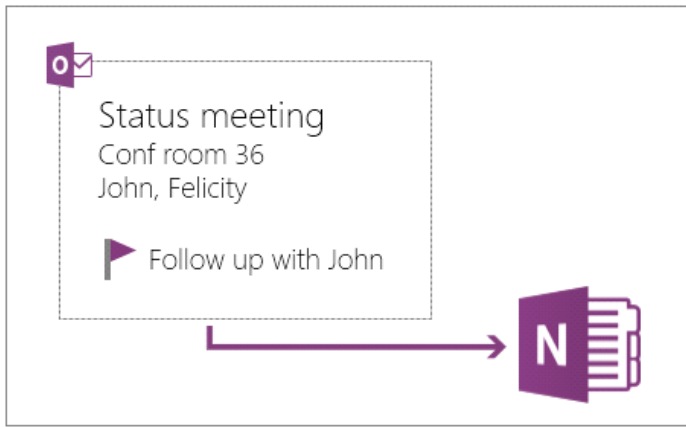 O
Status meeting
Conf room 36
John, Felicity
Follow up with John
N